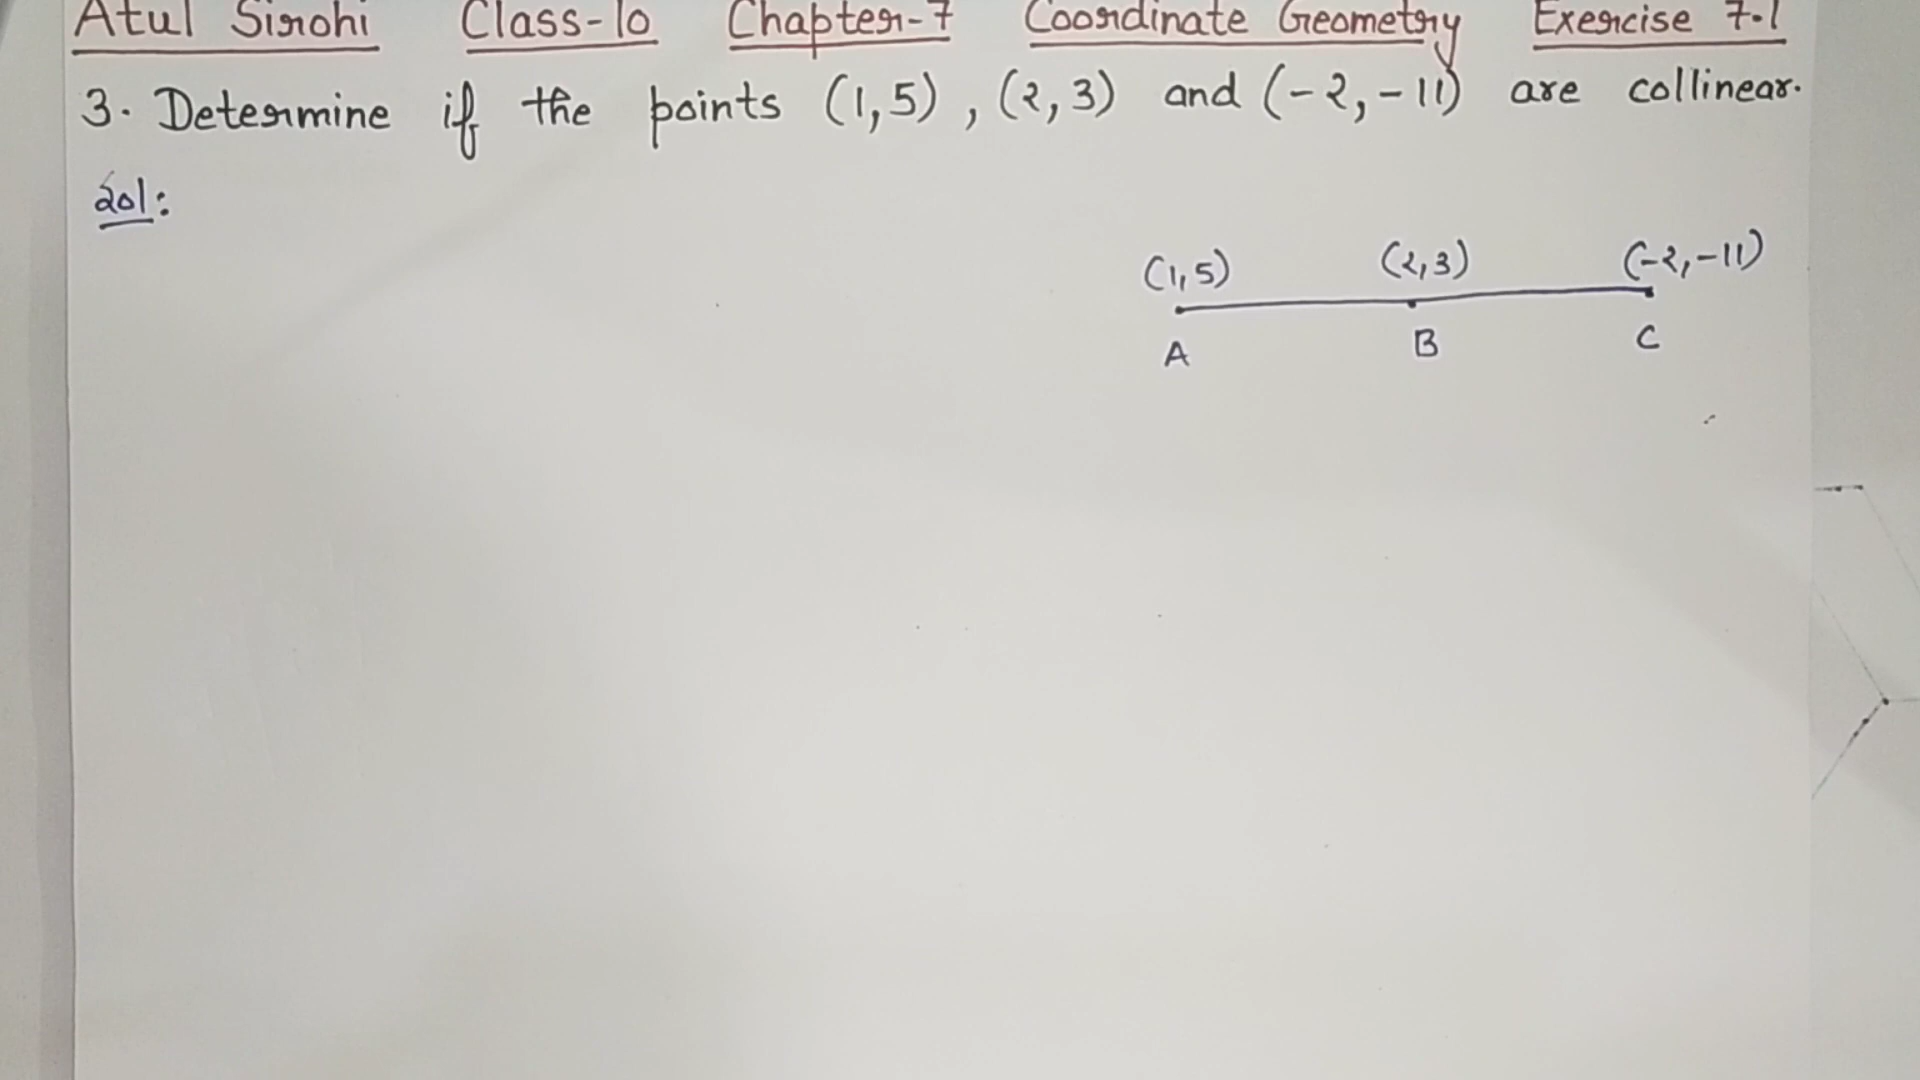 Atul Sirohi Class-10 Chapter-7 Coordinate Geometry Exercise 7.1
3. Determine if the points (1,5), (2,3) and (-2,-11) are collinear.
Sol:
(1,5) (2,3) (-2,-11)
A B C